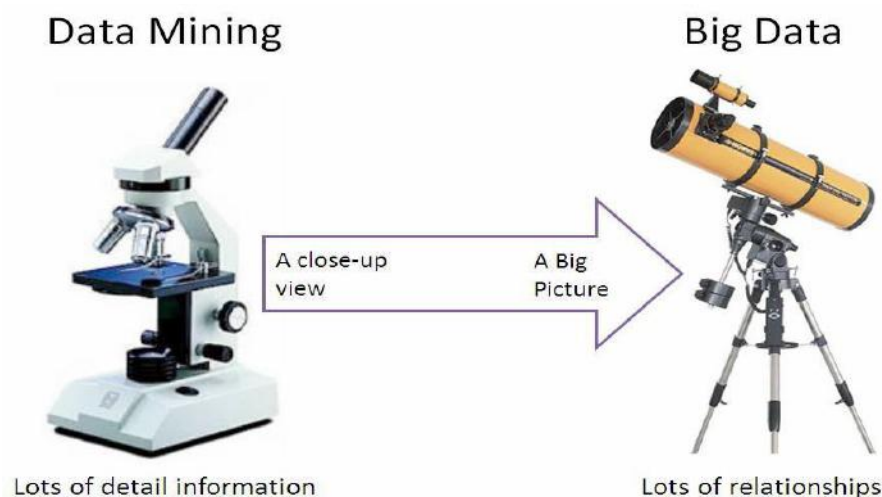 Data Mining
Big Data
A close-up
view
A Big
Picture
Lots of detail information
Lots of relationships